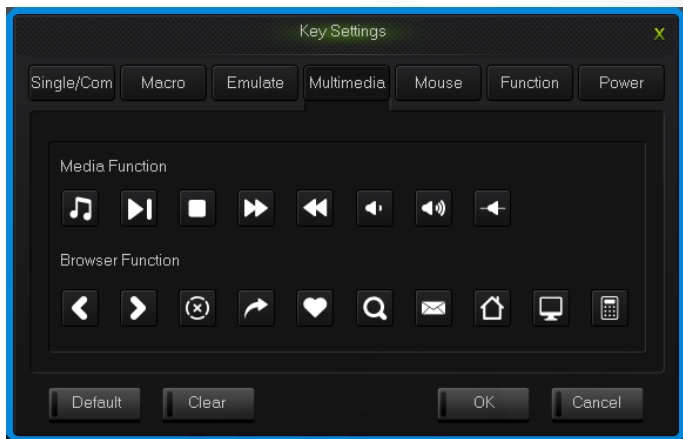 Key Settings
X
Single/Com Macro Emulate Multimedia Mouse Function Power
Media Function
Browser Function
Default Clear OK Cancel